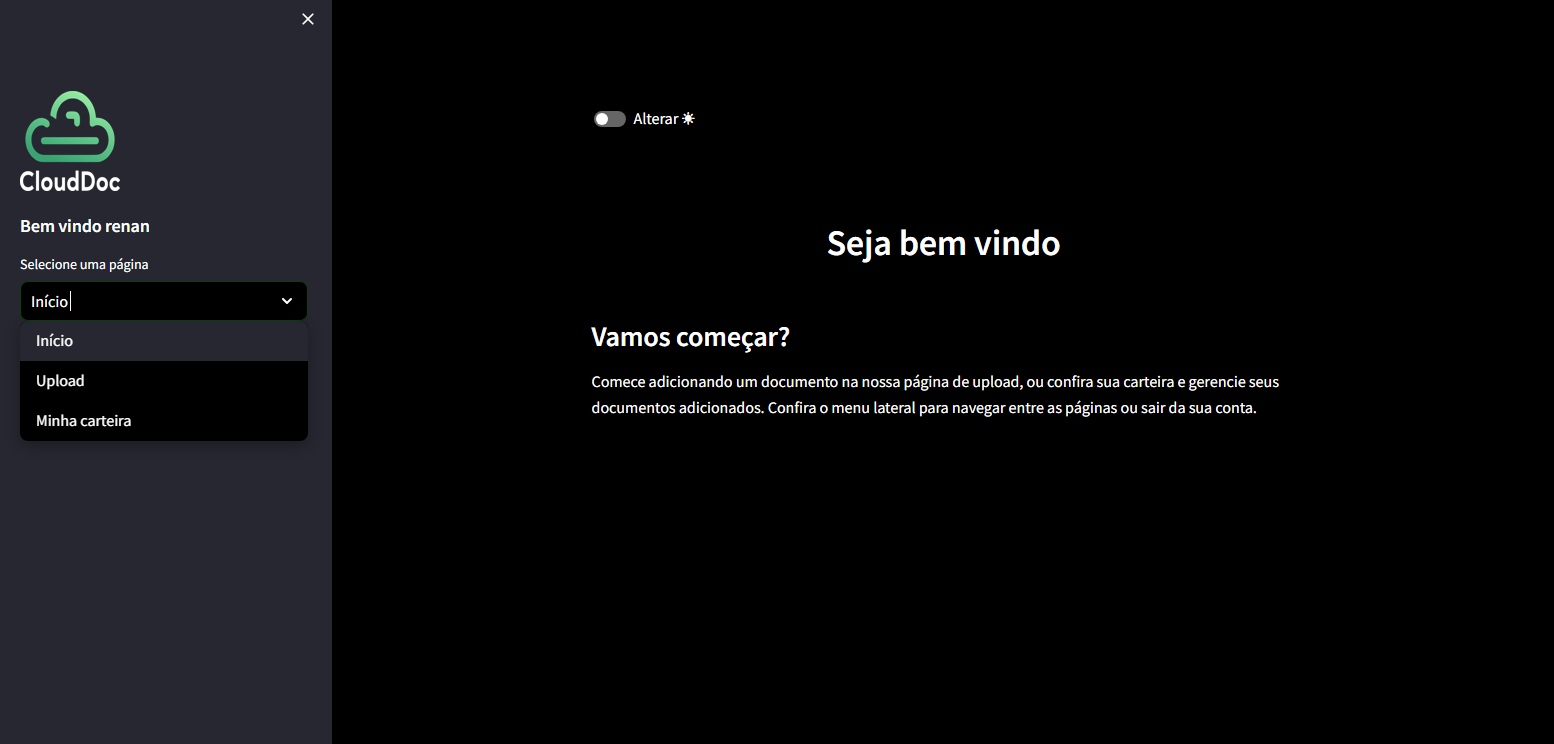 CloudDoc
Bem vindo renan
Selecione uma página
Início
Início
Upload
Minha carteira
Alterar ☀
Seja bem vindo
Vamos começar?
Comece adicionando um documento na nossa página de upload, ou confira sua carteira e gerencie seus
documentos adicionados. Confira o menu lateral para navegar entre as páginas ou sair da sua conta.